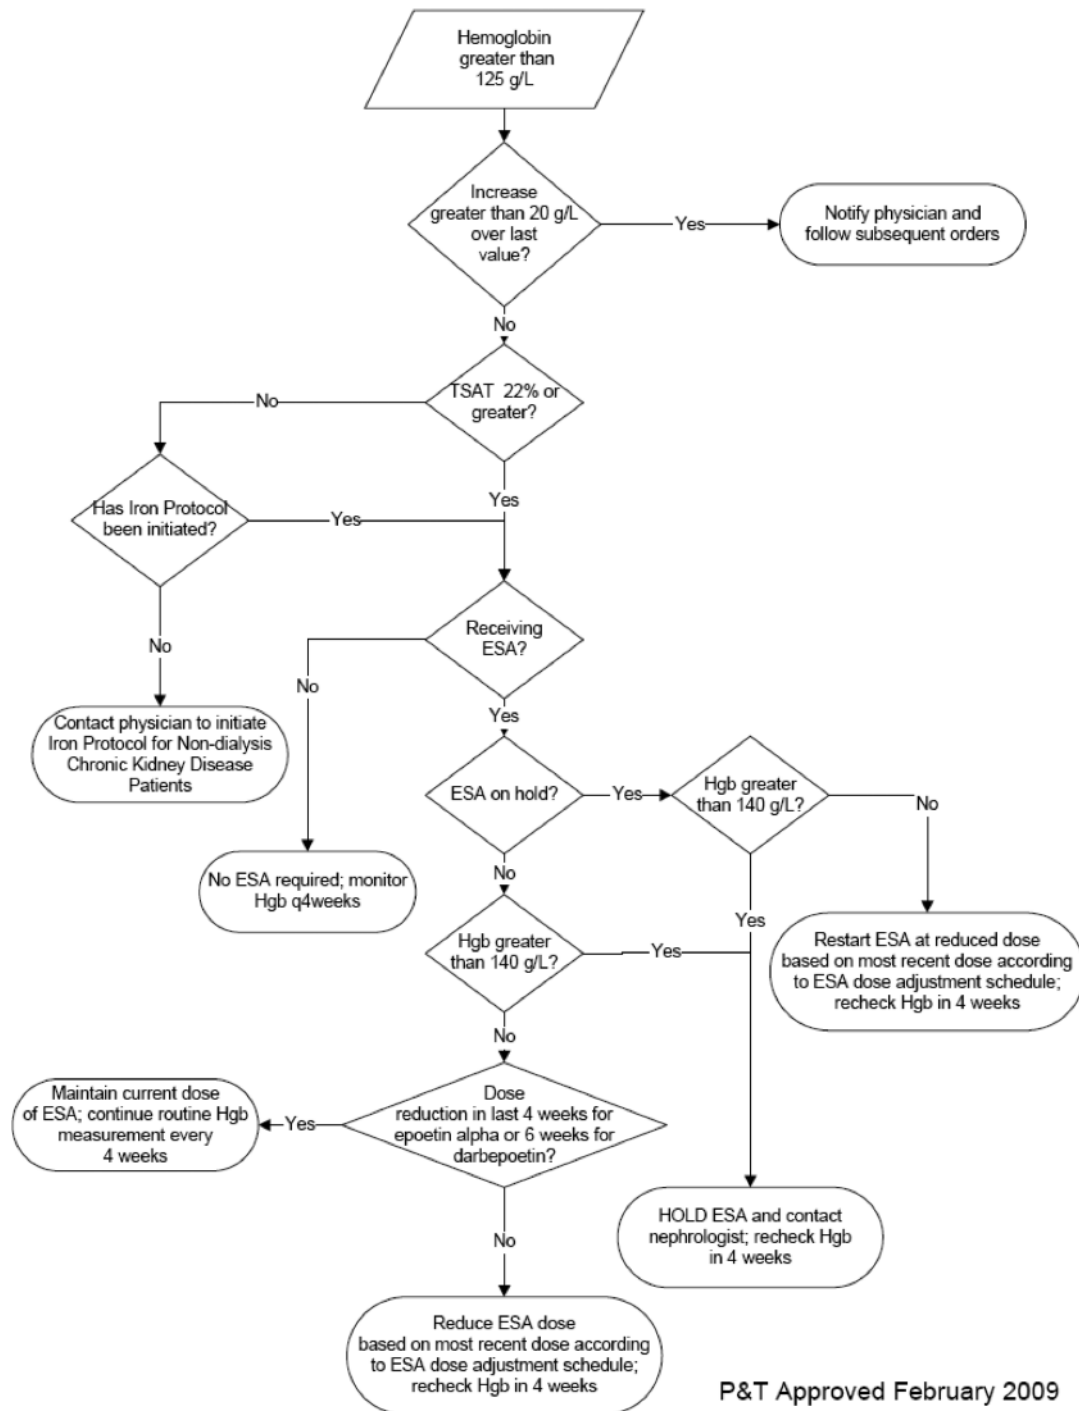 Hemoglobin
greater than
125 g/L
Increase
greater than 20 g/L
over last
value?
Yes
Notify physician and
follow subsequent orders
No
TSAT 22% or
greater?
No
Yes
Has Iron Protocol
been initiated?
Yes
No
Contact physician to initiate
Iron Protocol for Non-dialysis
Chronic Kidney Disease
Patients
Receiving
ESA?
No
Yes
No ESA required; monitor
Hgb q4weeks
ESA on hold?
Yes
Hgb greater
than 140 g/L?
No
Yes
Restart ESA at reduced dose
based on most recent dose according
to ESA dose adjustment schedule;
recheck Hgb in 4 weeks
No
Hgb greater
than 140 g/L?
Yes
No
Dose
reduction in last 4 weeks for
epoetin alpha or 6 weeks for
darbepoetin?
Yes
Maintain current dose
of ESA; continue routine Hgb
measurement every
4 weeks
HOLD ESA and contact
nephrologist; recheck Hgb
in 4 weeks
No
Reduce ESA dose
based on most recent dose according
to ESA dose adjustment schedule;
recheck Hgb in 4 weeks
P&T Approved February 2009